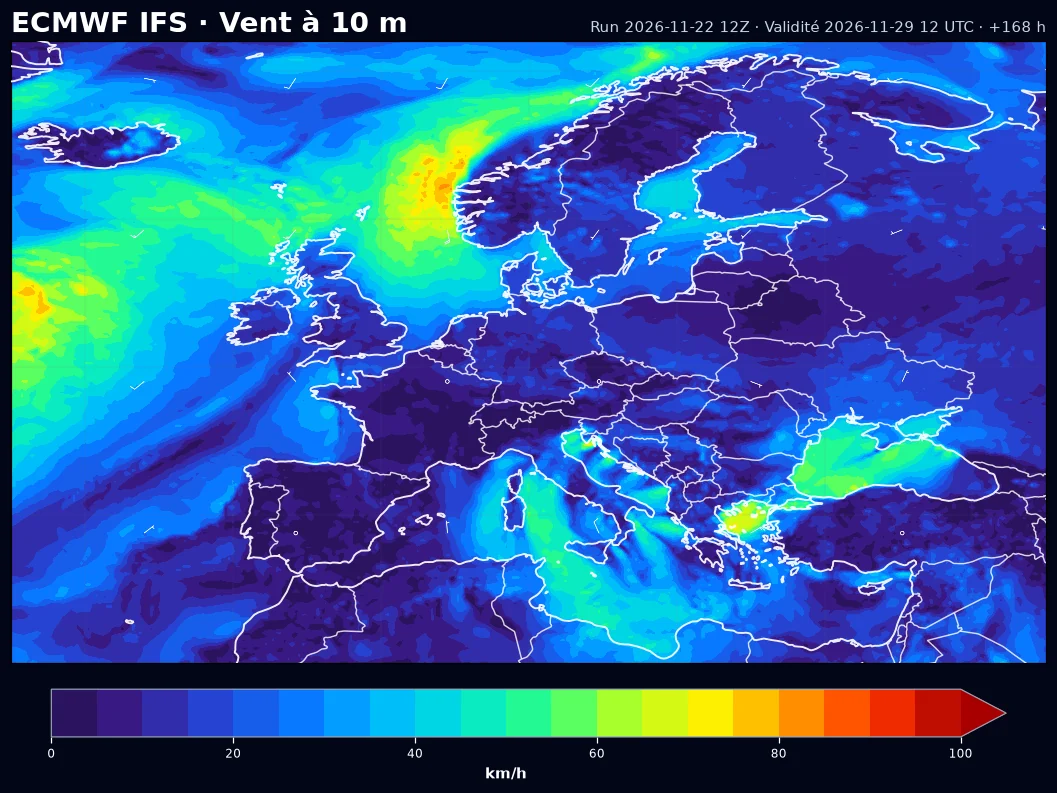 ECMWF IFS · Vent à 10 m
Run 2026-11-22 12Z · Validité 2026-11-29 12 UTC · +168 h
0 20 40 60 80 100
km/h